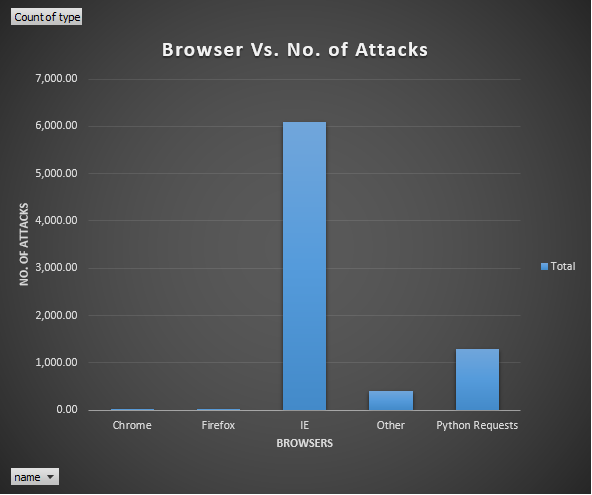 Count of type
Browser Vs. No. of Attacks
7,000.00
6,000.00
5,000.00
4,000.00
3,000.00
2,000.00
1,000.00
0.00
NO. OF ATTACKS
Total
Chrome Firefox IE Other Python Requests
BROWSERS
name